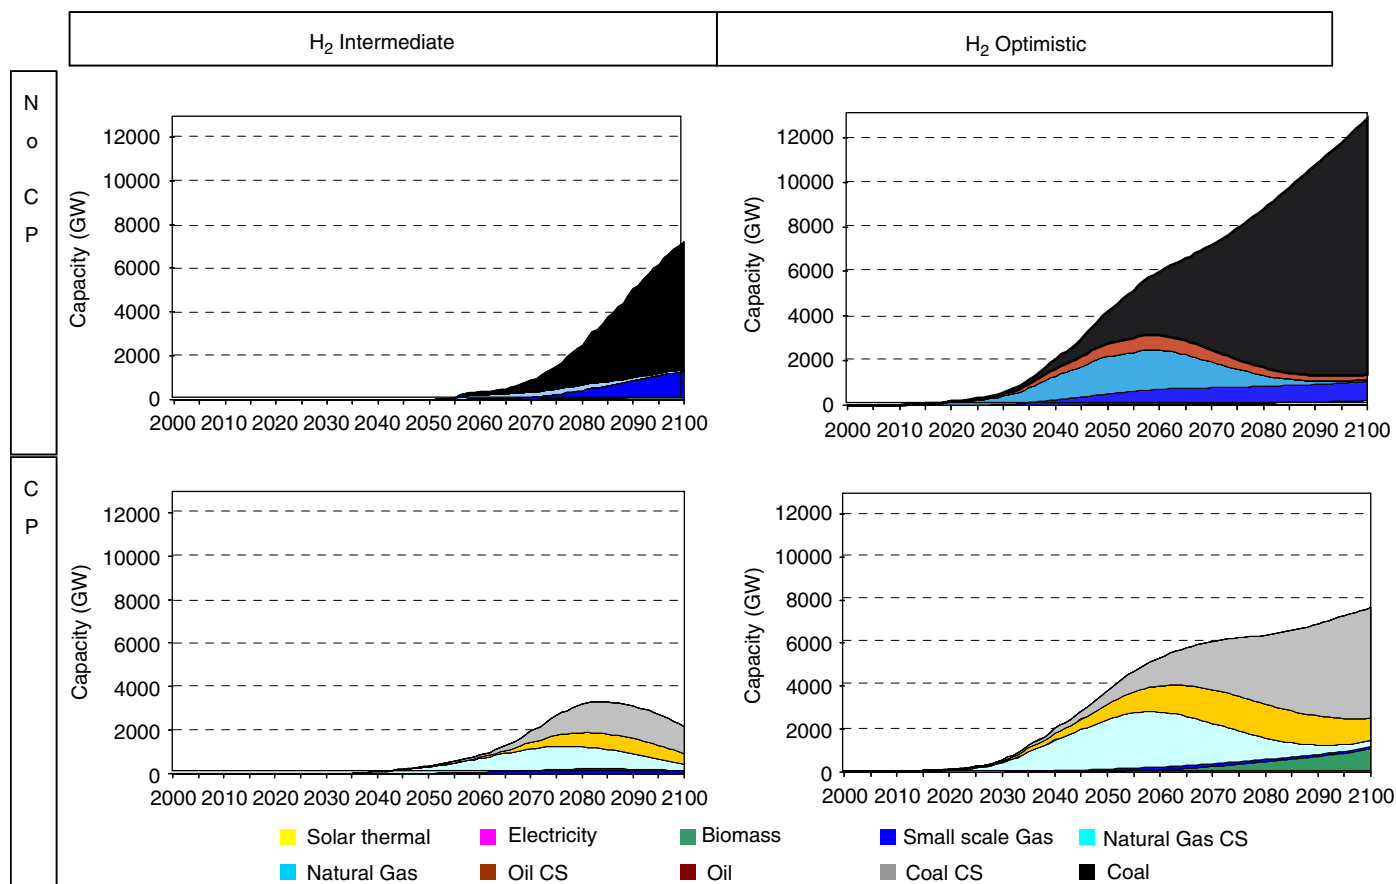 H2 Intermediate
H2 Optimistic
N
o
C
P
Capacity (GW)
12000
10000
8000
6000
4000
2000
0
2000 2010 2020 2030 2040 2050 2060 2070 2080 2090 2100
Capacity (GW)
12000
10000
8000
6000
4000
2000
0
2000 2010 2020 2030 2040 2050 2060 2070 2080 2090 2100
C
P
Capacity (GW)
12000
10000
8000
6000
4000
2000
0
2000 2010 2020 2030 2040 2050 2060 2070 2080 2090 2100
Capacity (GW)
12000
10000
8000
6000
4000
2000
0
2000 2010 2020 2030 2040 2050 2060 2070 2080 2090 2100
Solar thermal Electricity Biomass Small scale Gas Natural Gas CS
Natural Gas Oil CS Oil Coal CS Coal